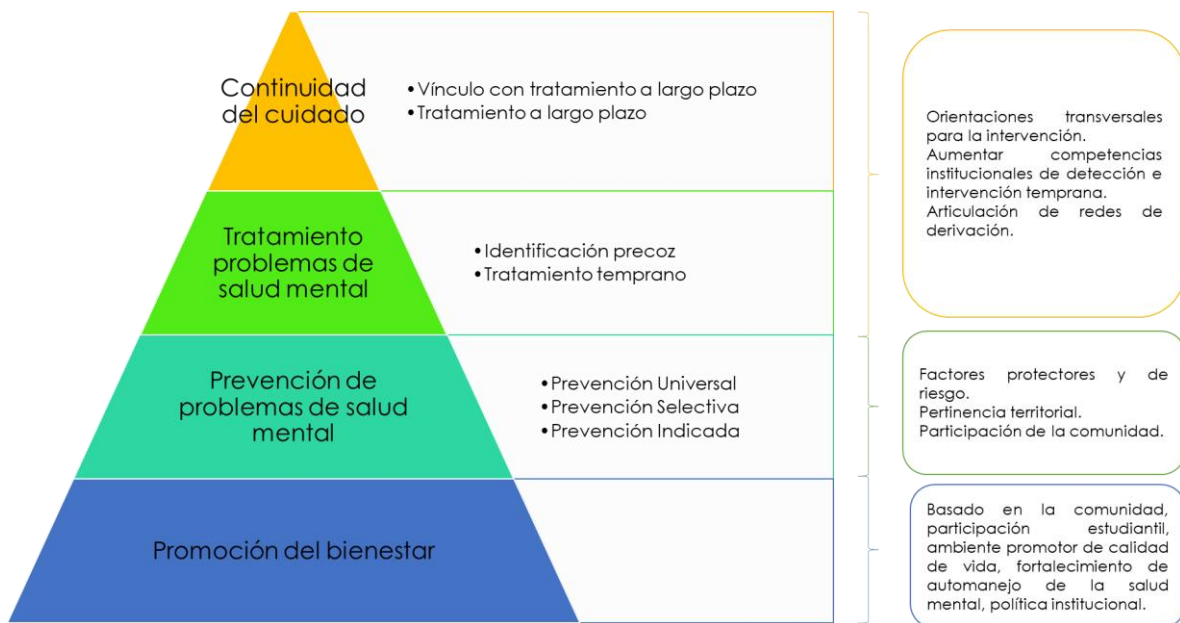 Continuidad
del cuidado
•Vínculo con tratamiento a largo plazo
•Tratamiento a largo plazo
Orientaciones transversales
para la intervención.
Aumentar competencias
institucionales de detección e
intervención temprana.
Articulación de redes de
derivación.
Tratamiento
problemas de
salud mental
•Identificación precoz
•Tratamiento temprano
Prevención de
problemas de salud
mental
•Prevención Universal
•Prevención Selectiva
•Prevención Indicada
Factores protectores y de
riesgo.
Pertinencia territorial.
Participación de la comunidad.
Promoción del bienestar
Basado en la comunidad,
participación estudiantil,
ambiente promotor de calidad
de vida, fortalecimiento de
automanejo de la salud
mental, política institucional.